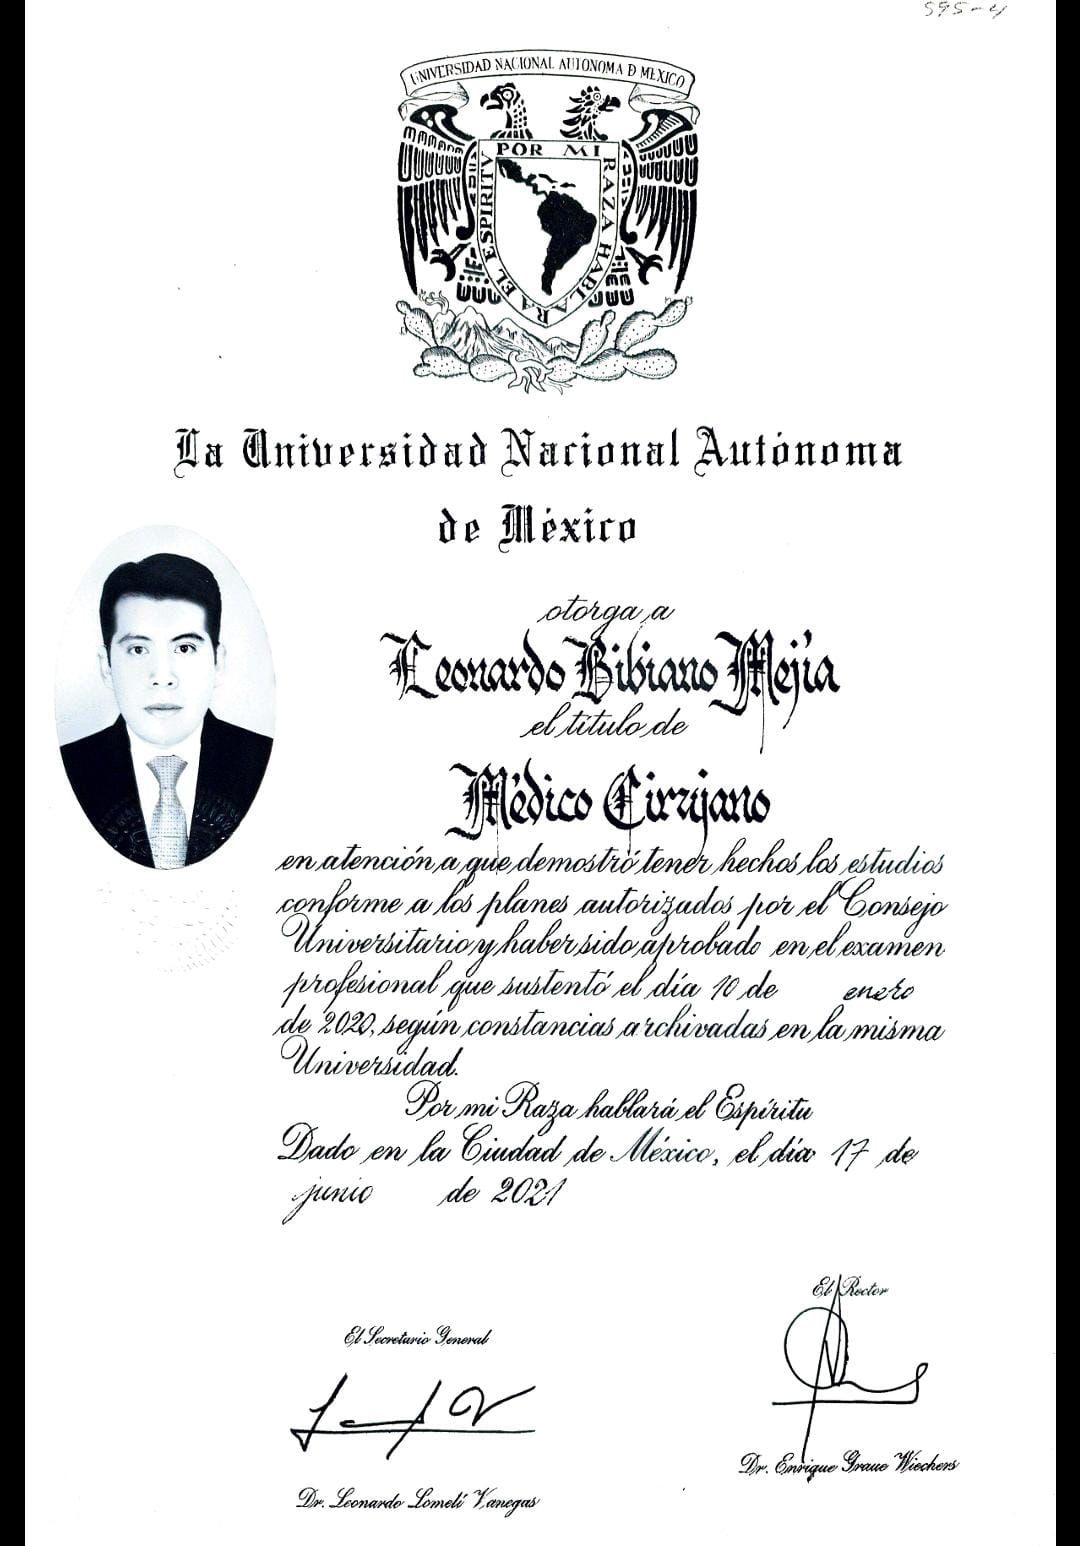 595-4
UNIVERSIDAD NACIONAL AUTONOMA D MEXICO
POR MI RAZA HABLARA EL ESPIRITU
La Universidad Nacional Autónoma
de México
otorga a
Leonardo Bibiano Mejía
el título de
Médico Cirujano
en atención a que demostró tener hechos los estudios
conforme a los planes autorizados por el Consejo
Universitario y haber sido aprobado en el examen
profesional que sustentó el día 10 de enero
de 2020, según constancias archivadas en la misma
Universidad.
Por mi Raza hablará el Espíritu
Dado en la Ciudad de México, el día 17 de
junio de 2021
El Rector
El Secretario General
Dr. Enrique Graue Wiechers
Dr. Leonardo Lomelí Vanegas